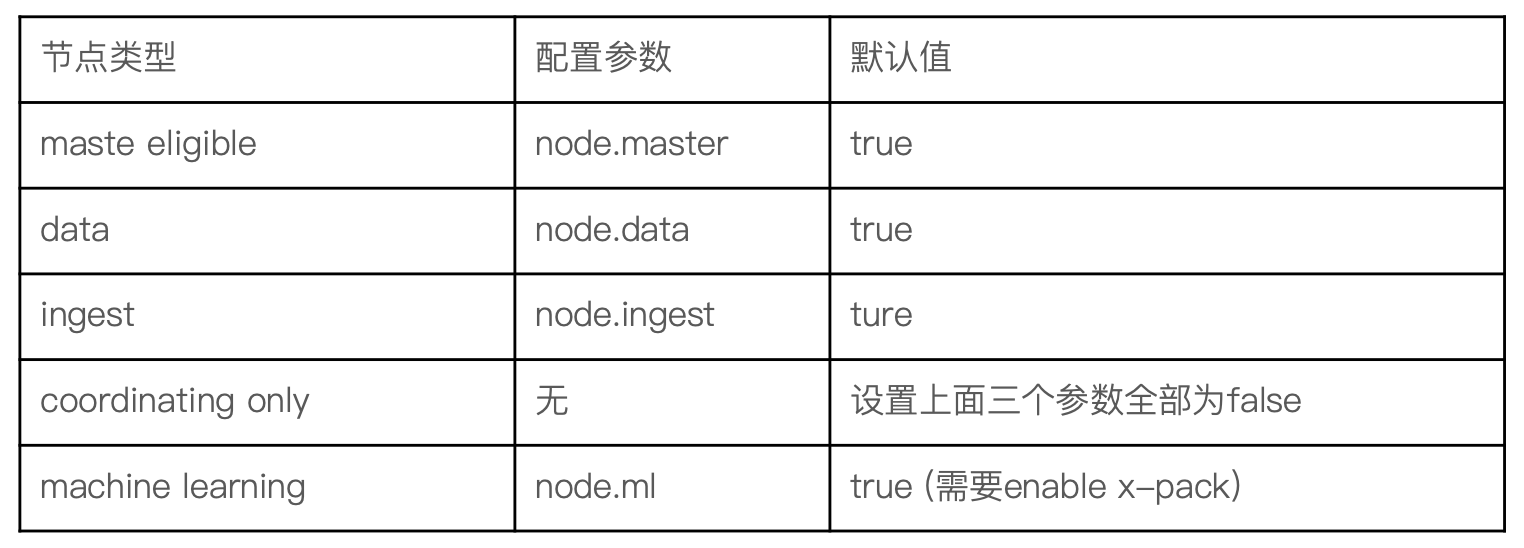 节点类型 配置参数 默认值
maste eligible node.master true
data node.data true
ingest node.ingest ture
coordinating only 无 设置上面三个参数全部为false
machine learning node.ml true (需要enable x-pack)